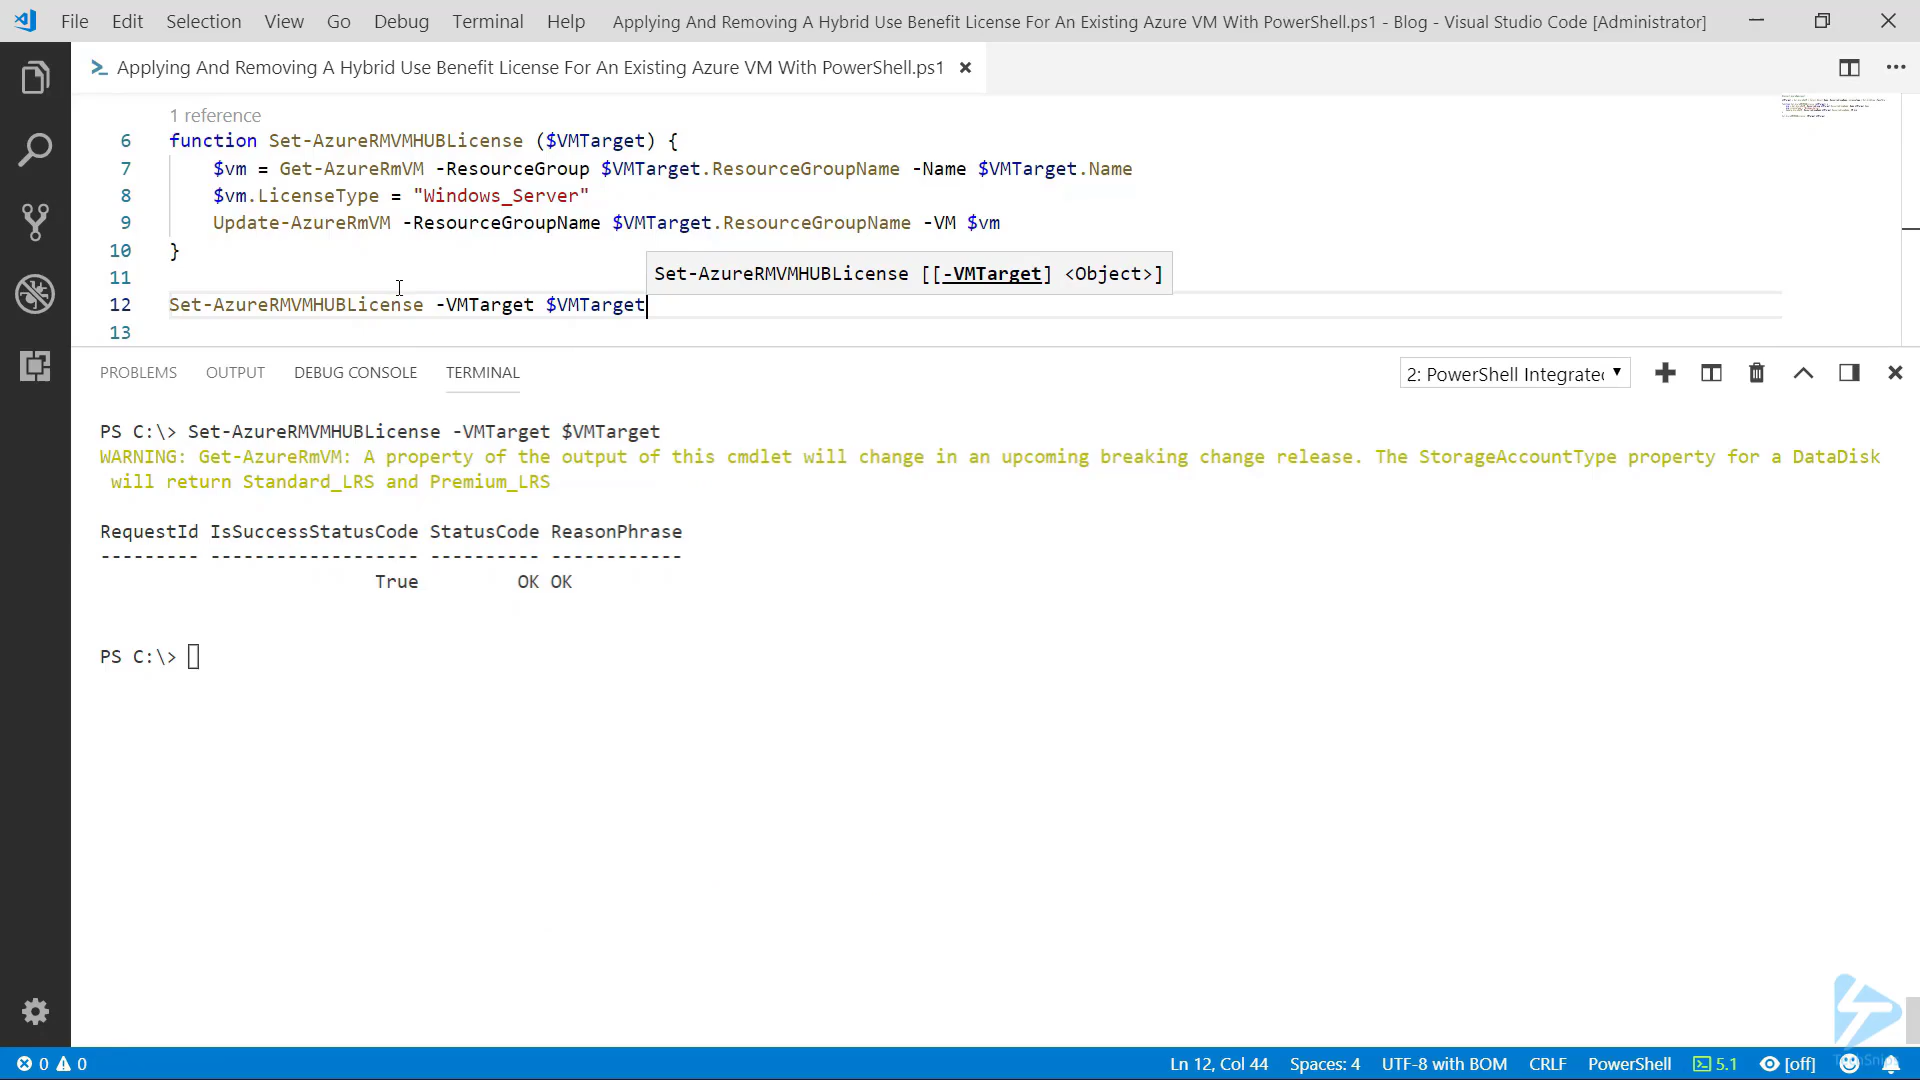 File Edit Selection View Go Debug Terminal Help Applying And Removing A Hybrid Use Benefit License For An Existing Azure VM With PowerShell.ps1 - Blog - Visual Studio Code [Administrator]
Applying And Removing A Hybrid Use Benefit License For An Existing Azure VM With PowerShell.ps1
1 reference
6 function Set-AzureRMVMHUBLicense ($VMTarget) {
7 $vm = Get-AzureRmVM -ResourceGroup $VMTarget.ResourceGroupName -Name $VMTarget.Name
8 $vm.LicenseType = "Windows_Server"
9 Update-AzureRmVM -ResourceGroupName $VMTarget.ResourceGroupName -VM $vm
10 }
11
Set-AzureRMVMHUBLicense [[-VMTarget] <Object>]
12 Set-AzureRMVMHUBLicense -VMTarget $VMTarget
13
PROBLEMS OUTPUT DEBUG CONSOLE TERMINAL 2: PowerShell Integrated
PS C:\> Set-AzureRMVMHUBLicense -VMTarget $VMTarget
WARNING: Get-AzureRmVM: A property of the output of this cmdlet will change in an upcoming breaking change release. The StorageAccountType property for a DataDisk
will return Standard_LRS and Premium_LRS
RequestId IsSuccessStatusCode StatusCode ReasonPhrase
--------- ------------------- ---------- ------------
True OK OK
PS C:\>
0 0 Ln 12, Col 44 Spaces: 4 UTF-8 with BOM CRLF PowerShell 5.1 [off]